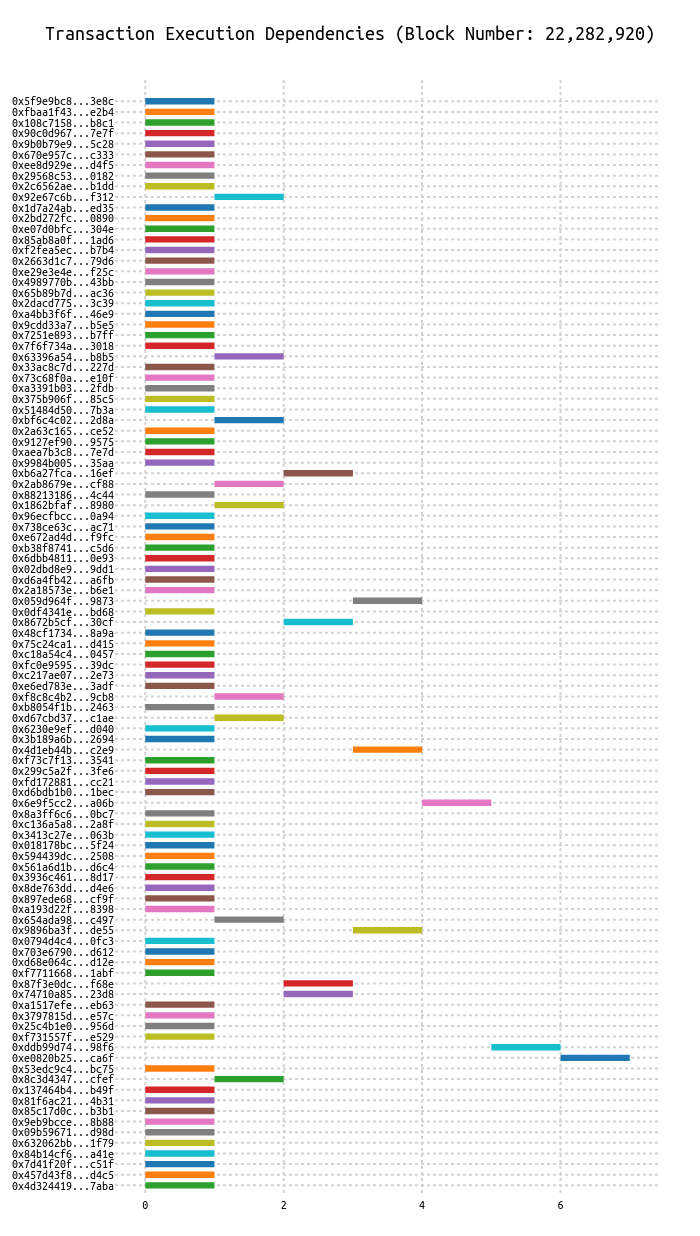 Transaction Execution Dependencies (Block Number: 22,282,920)
0x5f9e9bc8...3e8c
0xfbaa1f43...e2b4
0x108c7158...b8c1
0x90c0d967...7e7f
0x9b0b79e9...5c28
0x670e957c...c333
0xee8d929e...d4f5
0x29568c53...0182
0x2c6562ae...b1dd
0x92e67c6b...f312
0x1d7a24ab...ed35
0x2bd272fc...0890
0xe07d0bfc...304e
0x85ab8a0f...1ad6
0xf2fea5ec...b7b4
0x2663d1c7...79d6
0xe29e3e4e...f25c
0x4989770b...43bb
0x65b89b7d...ac36
0x2dacd775...3c39
0xa4bb3f6f...46e9
0x9cdd33a7...b5e5
0x7251e893...b7ff
0x7f6f734a...3018
0x63396a54...b8b5
0x33ac8c7d...227d
0x73c68f0a...e10f
0xa3391b03...2fdb
0x375b906f...85c5
0x51484d50...7b3a
0xbf6c4c02...2d8a
0x2a63c165...ce52
0x9127ef90...9575
0xaea7b3c8...7e7d
0x9984b005...35aa
0xb6a27fca...16ef
0x2ab8679e...cf88
0x88213186...4c44
0x1862bfaf...8980
0x96ecfbcc...0a94
0x738ce63c...ac71
0xe672ad4d...f9fc
0xb38f8741...c5d6
0x6dbb4811...0e93
0x02dbd8e9...9dd1
0xd6a4fb42...a6fb
0x2a18573e...b6e1
0x059d964f...9873
0x0df4341e...bd68
0x8672b5cf...30cf
0x48cf1734...8a9a
0x75c24ca1...d415
0xc18a54c4...0457
0xfc0e9595...39dc
0xc217ae07...2e73
0xe6ed783e...3adf
0xf8c8c4b2...9cb8
0xb8054f1b...2463
0xd67cbd37...c1ae
0x6230e9ef...d040
0x3b189a6b...2694
0x4d1eb44b...c2e9
0xf73c7f13...3541
0x299c5a2f...3fe6
0xfd172881...cc21
0xd6bdb1b0...1bec
0x6e9f5cc2...a06b
0x8a3ff6c6...0bc7
0xc136a5a8...2a8f
0x3413c27e...063b
0x018178bc...5f24
0x594439dc...2508
0x561a6d1b...d6c4
0x3936c461...8d17
0x8de763dd...d4e6
0x897ede68...cf9f
0xa193d22f...8398
0x654ada98...c497
0x9896ba3f...de55
0x0794d4c4...0fc3
0x703e6790...d612
0xd68e064c...d12e
0xf7711668...1abf
0x87f3e0dc...f68e
0x74710a85...23d8
0xa1517efe...eb63
0x3797815d...e57c
0x25c4b1e0...956d
0xf731557f...e529
0xddb99d74...98f6
0xe0820b25...ca6f
0x53edc9c4...bc75
0x8c3d4347...cfef
0x137464b4...b49f
0x81f6ac21...4b31
0x85c17d0c...b3b1
0x9eb9bcce...8b88
0x09b59671...d98d
0x632062bb...1f79
0x84b14cf6...a41e
0x7d41f20f...c51f
0x457d43f8...d4c5
0x4d324419...7aba
0 2 4 6